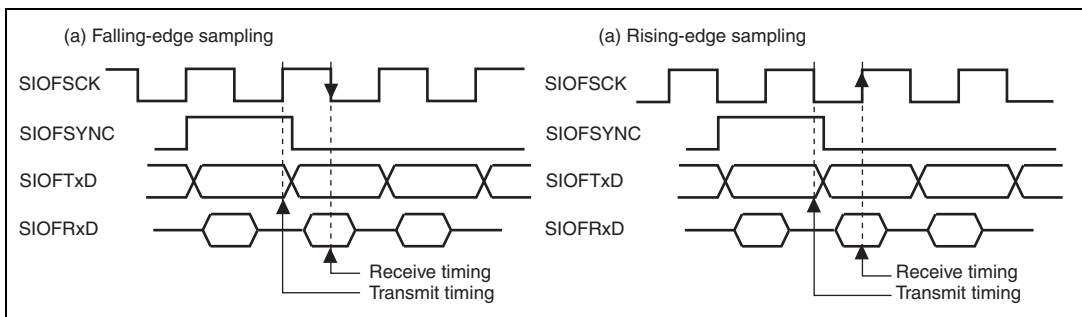 (a) Falling-edge sampling
SIOFSCK
SIOFSYNC
SIOFTxD
SIOFRxD
Receive timing
Transmit timing
(a) Rising-edge sampling
SIOFSCK
SIOFSYNC
SIOFTxD
SIOFRxD
Receive timing
Transmit timing